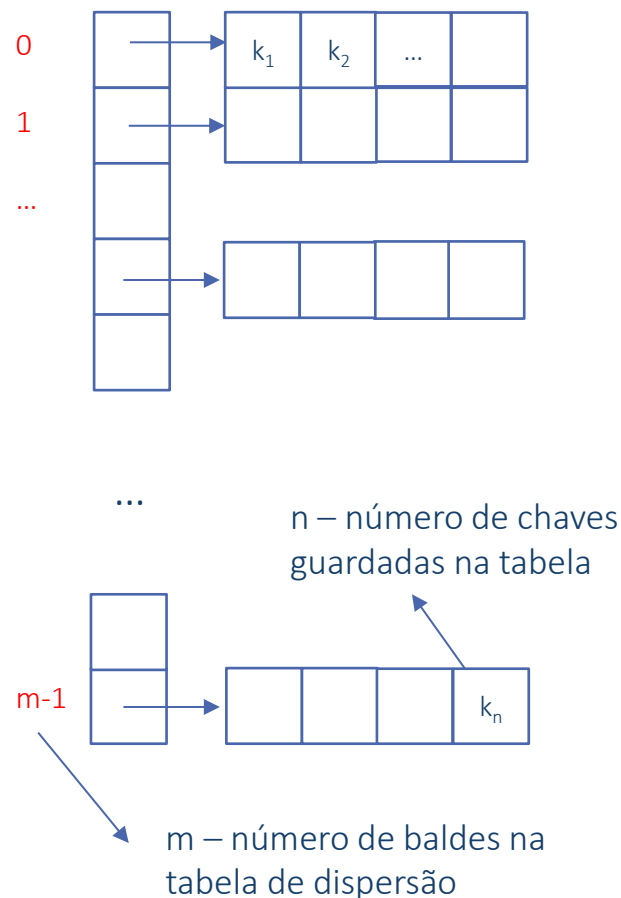 0
k₁ k₂ ...
1
...
...
n – número de chaves
guardadas na tabela
m-1
kₙ
m – número de baldes na
tabela de dispersão